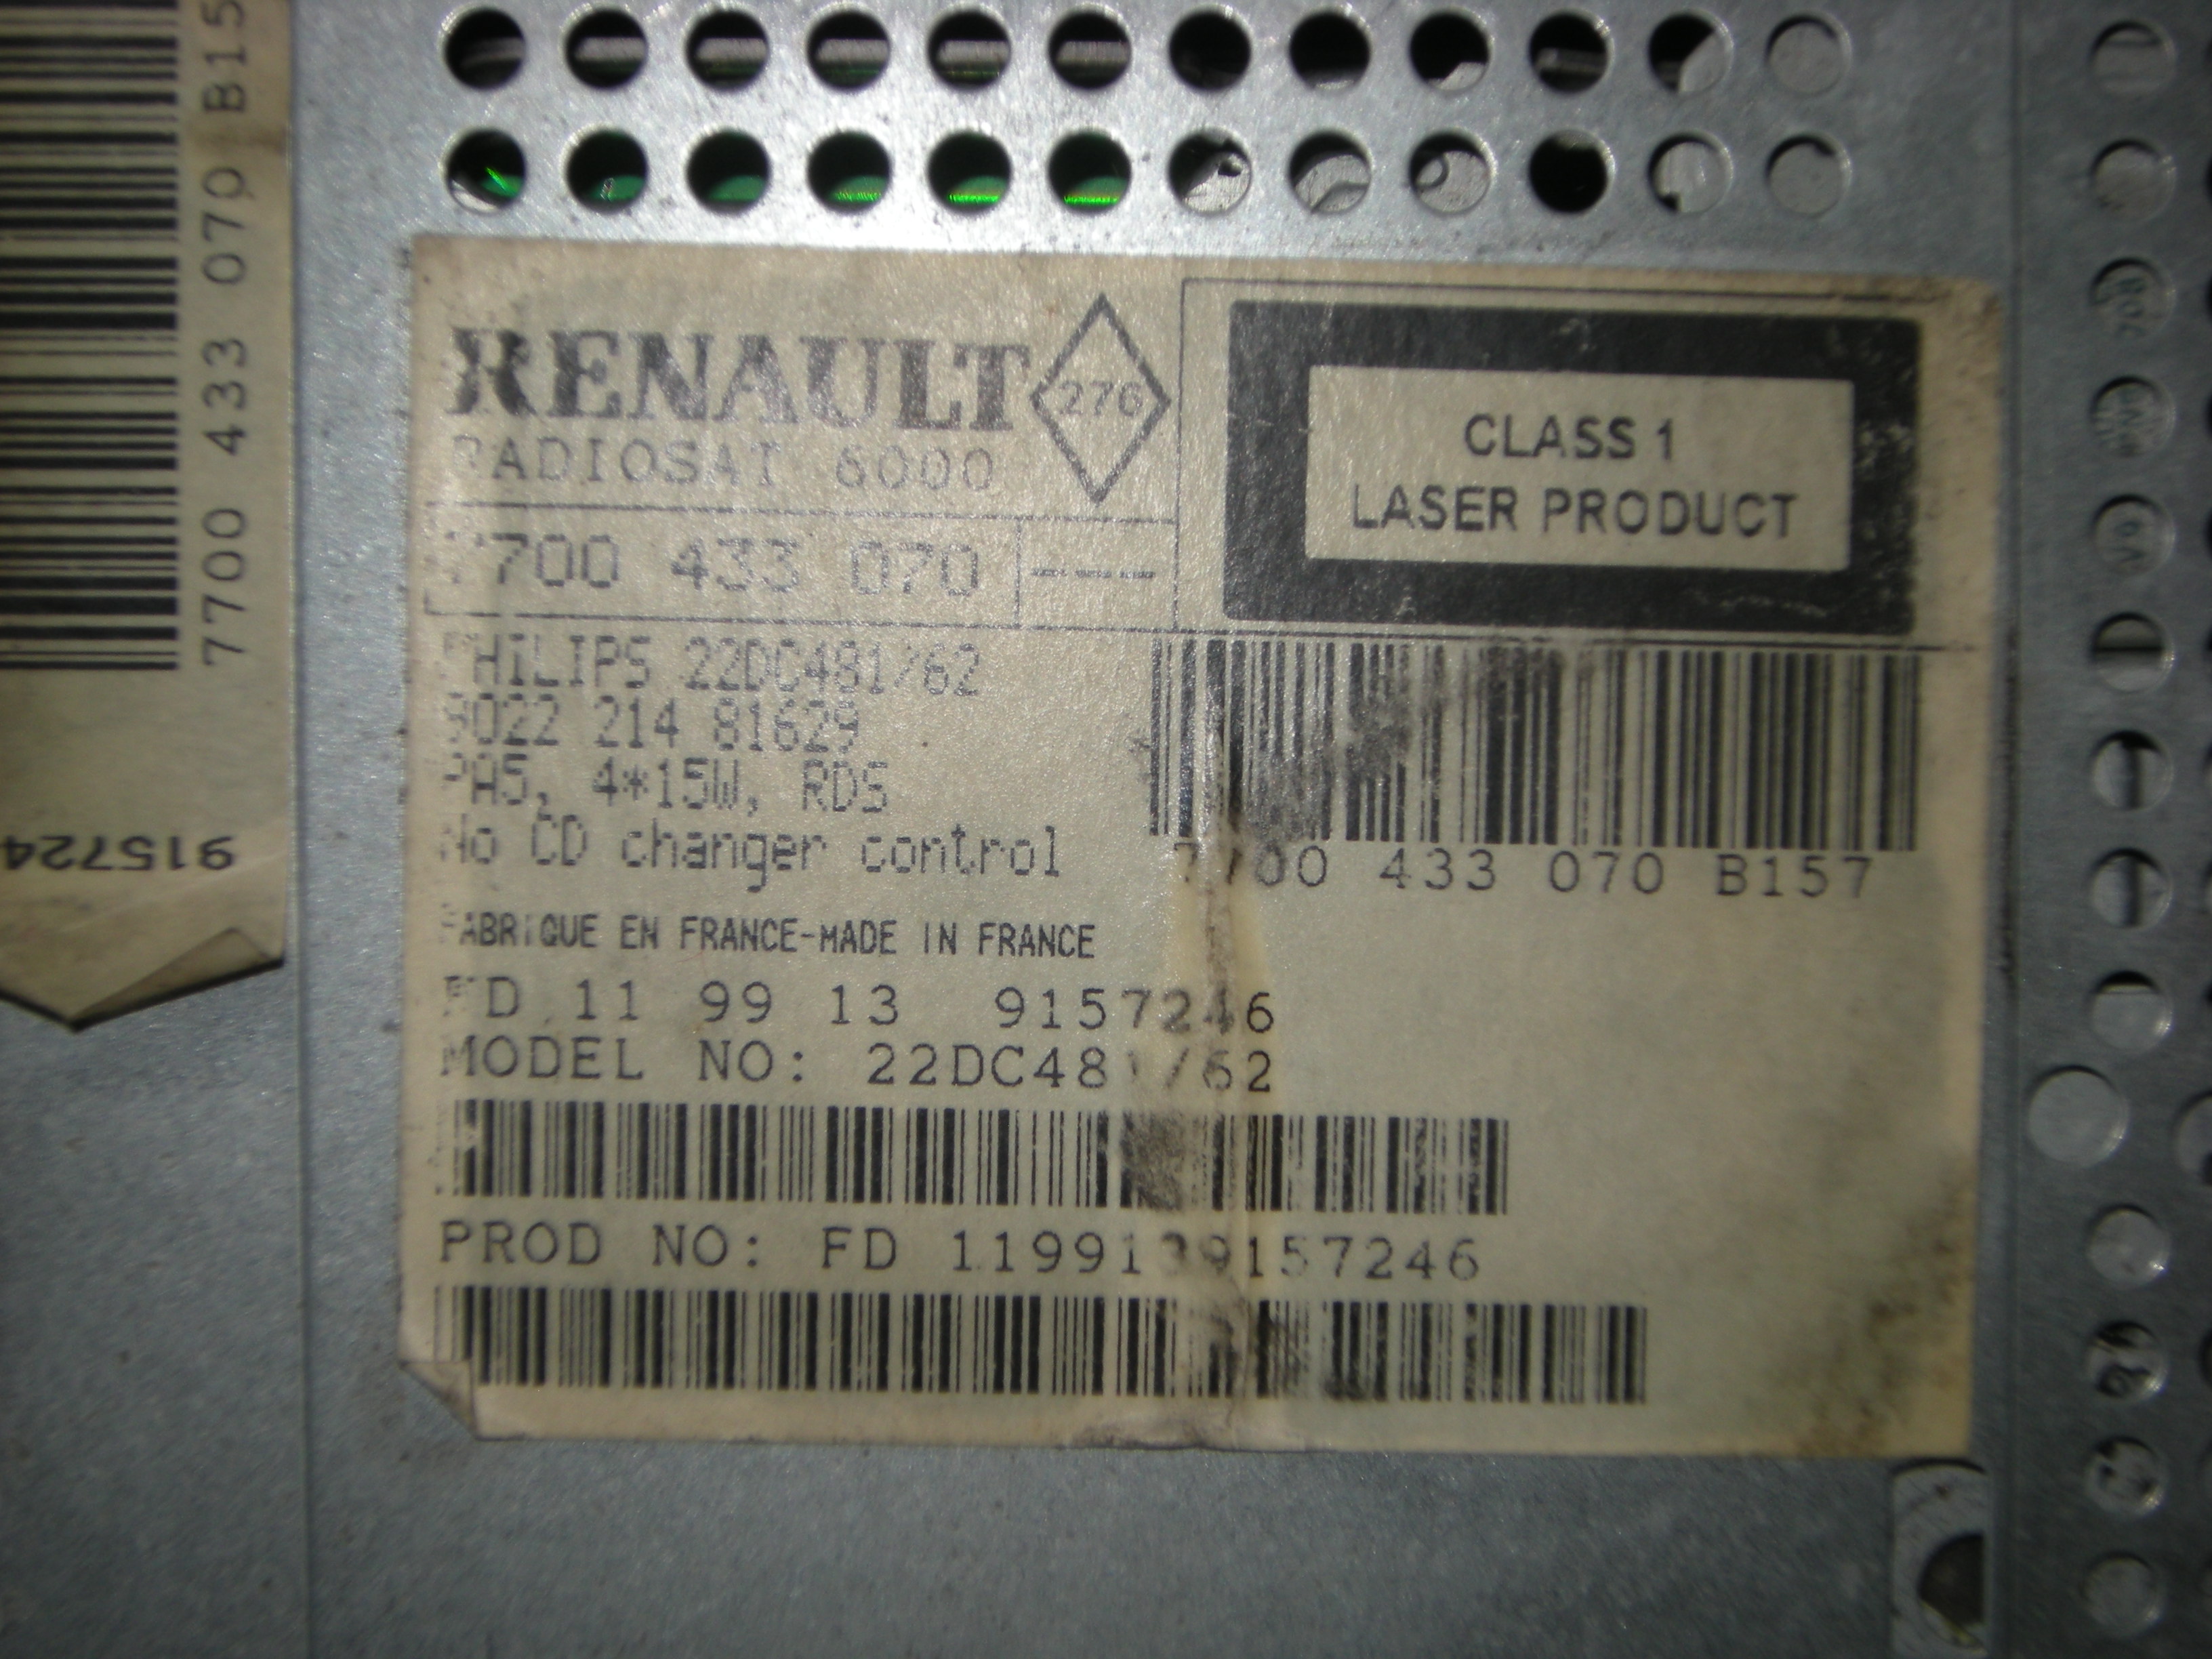 7700 433 070 B15
915724
RENAULT
276
RADIOSAT 6000
7700 433 070
---
CLASS 1
LASER PRODUCT
PHILIPS 22DC481/62
9022 214 81629
PA5, 4*15W, RDS
No CD changer control
7700 433 070 B157
FABRIQUE EN FRANCE-MADE IN FRANCE
FD 11 99 13 9157246
MODEL NO: 22DC481/62
PROD NO: FD 1199139157246